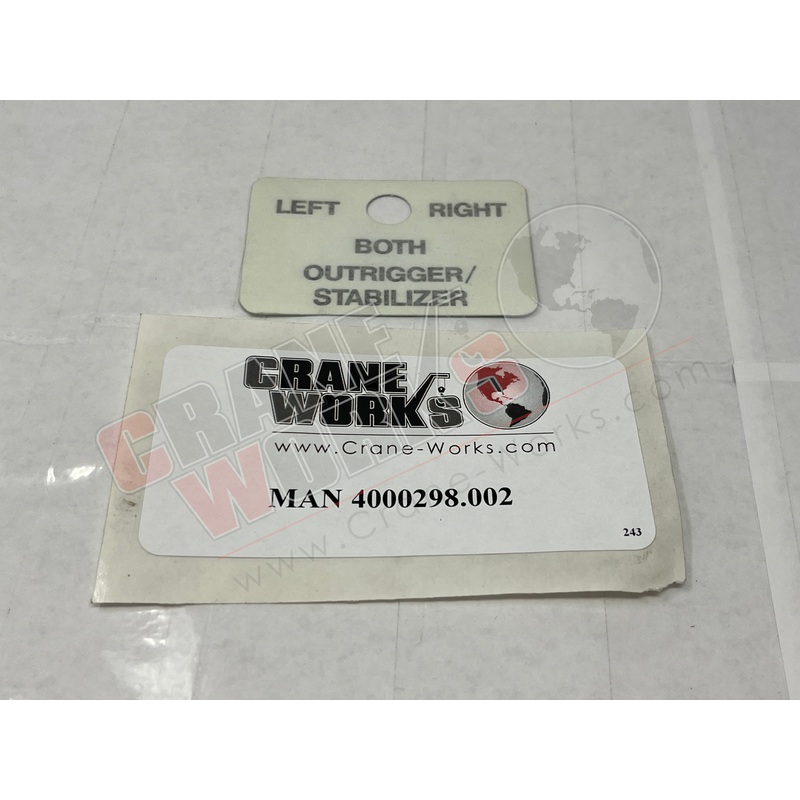 LEFT RIGHT
BOTH
OUTRIGGER/
STABILIZER
CRANE
WORKS
www.Crane-Works.com
MAN 4000298.002
243
CRANE
WORKS
www.Crane-Works.com